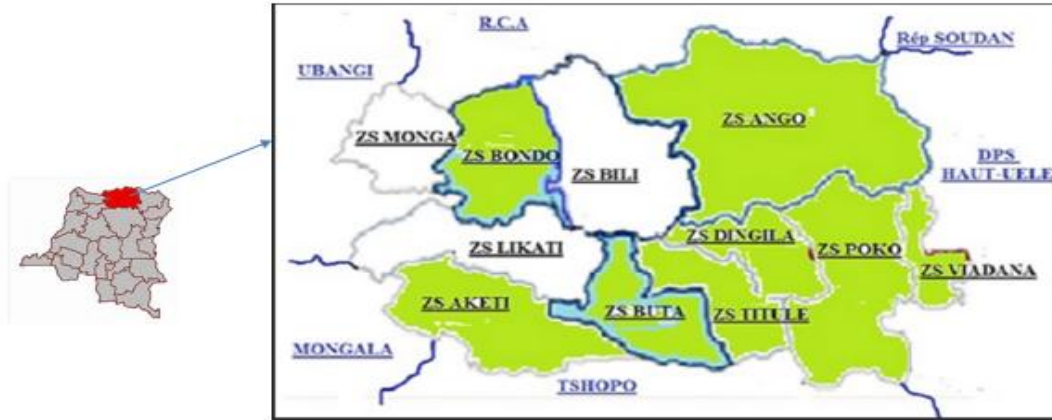 R.C.A
Rép SOUDAN
UBANGI
ZS MONGA
ZS BONDO
ZS BILI
ZS ANGO
DPS
HAUT-UELE
ZS LIKATI
ZS DINGILA
ZS POKO
ZS VIADANA
ZS AKETI
ZS BUTA
ZS TITULE
MONGALA
TSHOPO